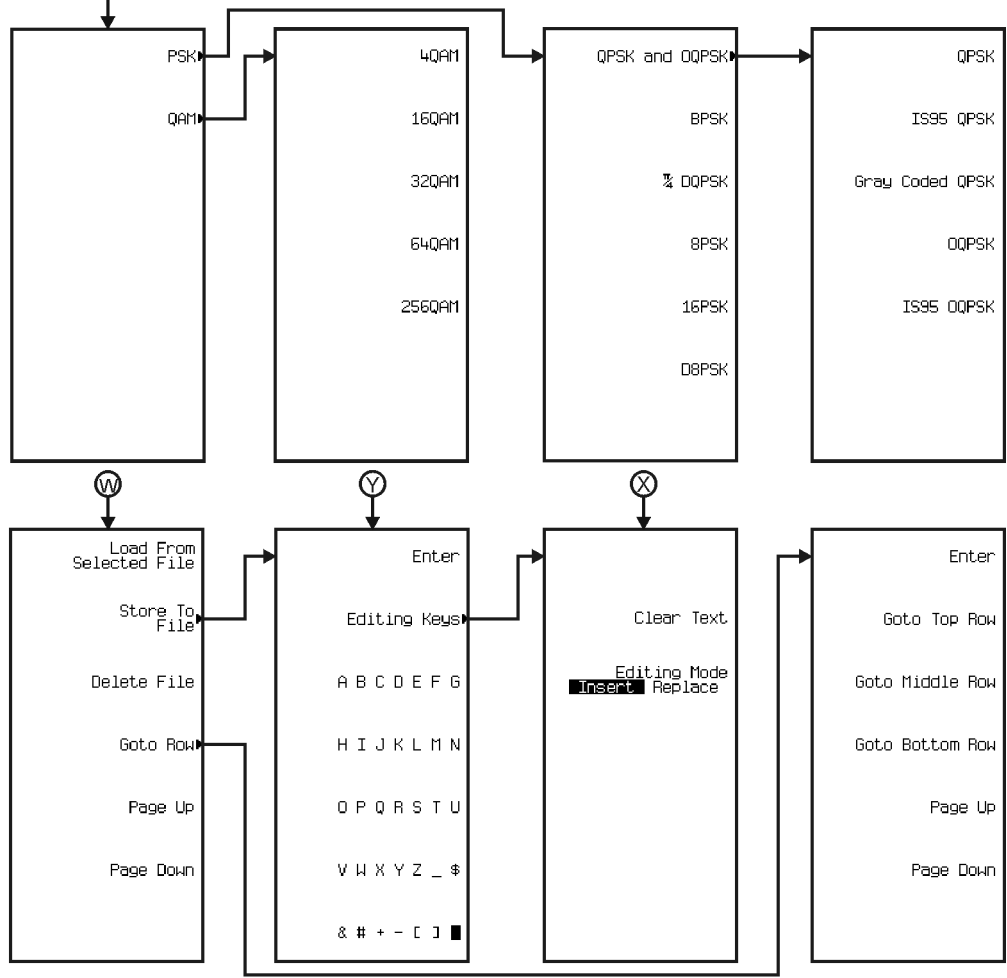 PSK
QAM
4QAM
16QAM
32QAM
64QAM
256QAM
QPSK and OQPSK
BPSK
π/4 DQPSK
8PSK
16PSK
D8PSK
QPSK
IS95 QPSK
Gray Coded QPSK
OQPSK
IS95 OQPSK
W
Load From
Selected File
Store To
File
Delete File
Goto Row
Page Up
Page Down
Y
Enter
Editing Keys
A B C D E F G
H I J K L M N
O P Q R S T U
V W X Y Z _ $
& # + - [ ]
X
Clear Text
Editing Mode
Insert Replace
Enter
Goto Top Row
Goto Middle Row
Goto Bottom Row
Page Up
Page Down